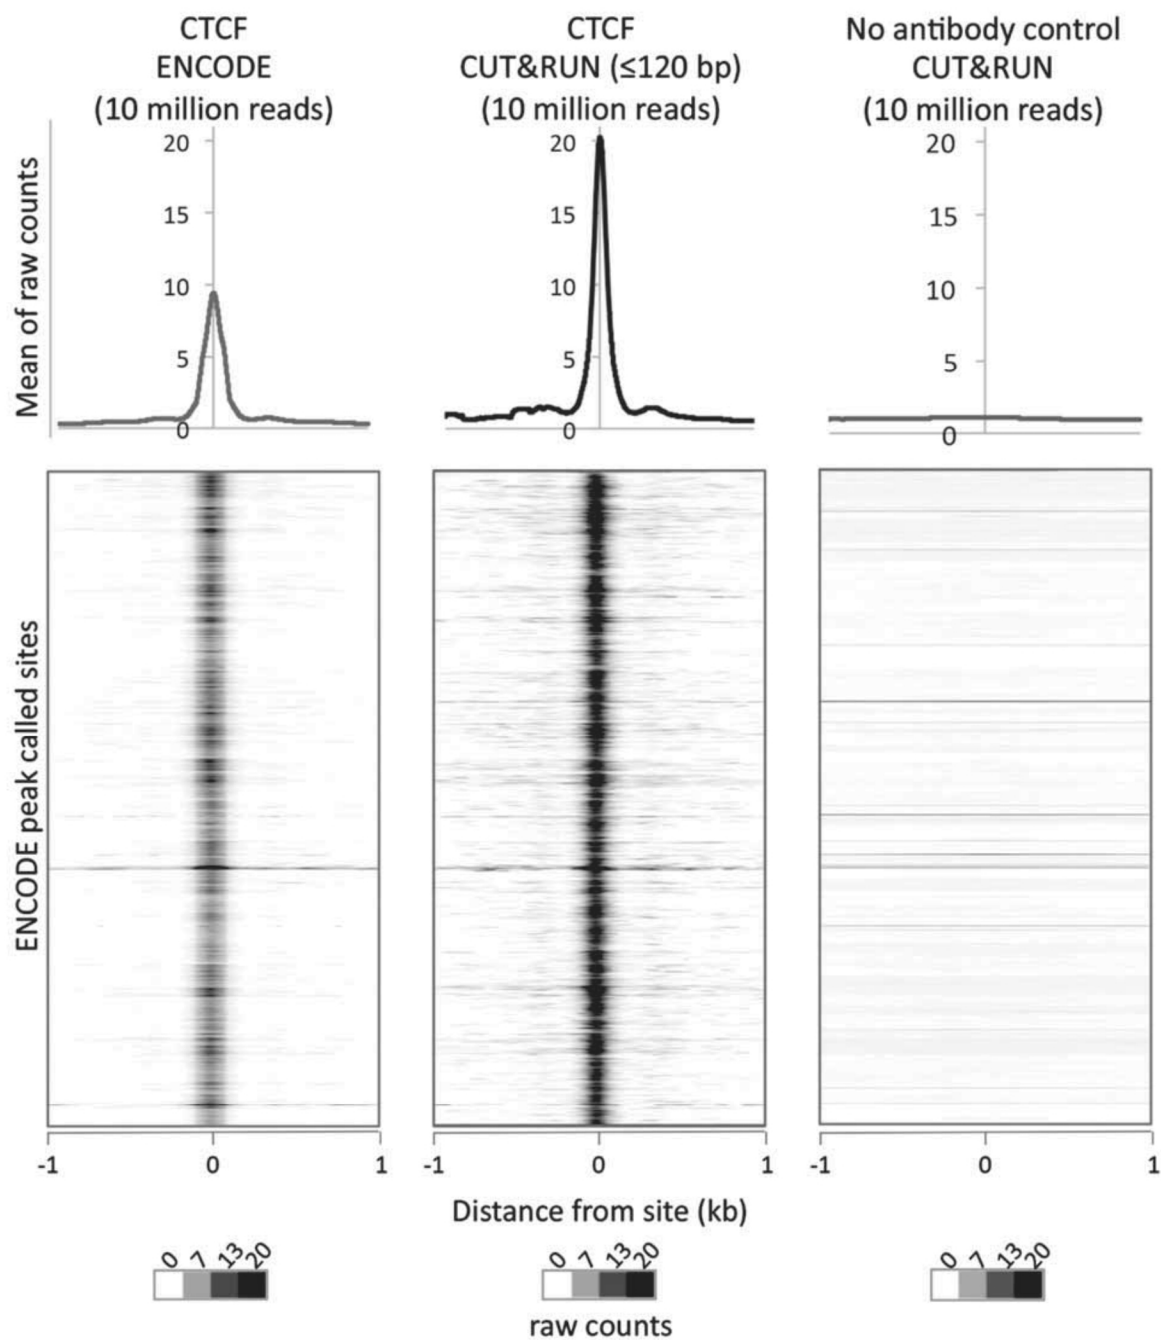 CTCF
ENCODE
(10 million reads)
CTCF
CUT&RUN (≤120 bp)
(10 million reads)
No antibody control
CUT&RUN
(10 million reads)
Mean of raw counts
20
15
10
5
0
20
15
10
5
0
20
15
10
5
0
ENCODE peak called sites
-1 0 1
-1 0 1
-1 0 1
Distance from site (kb)
0 7 13 20
0 7 13 20
0 7 13 20
raw counts